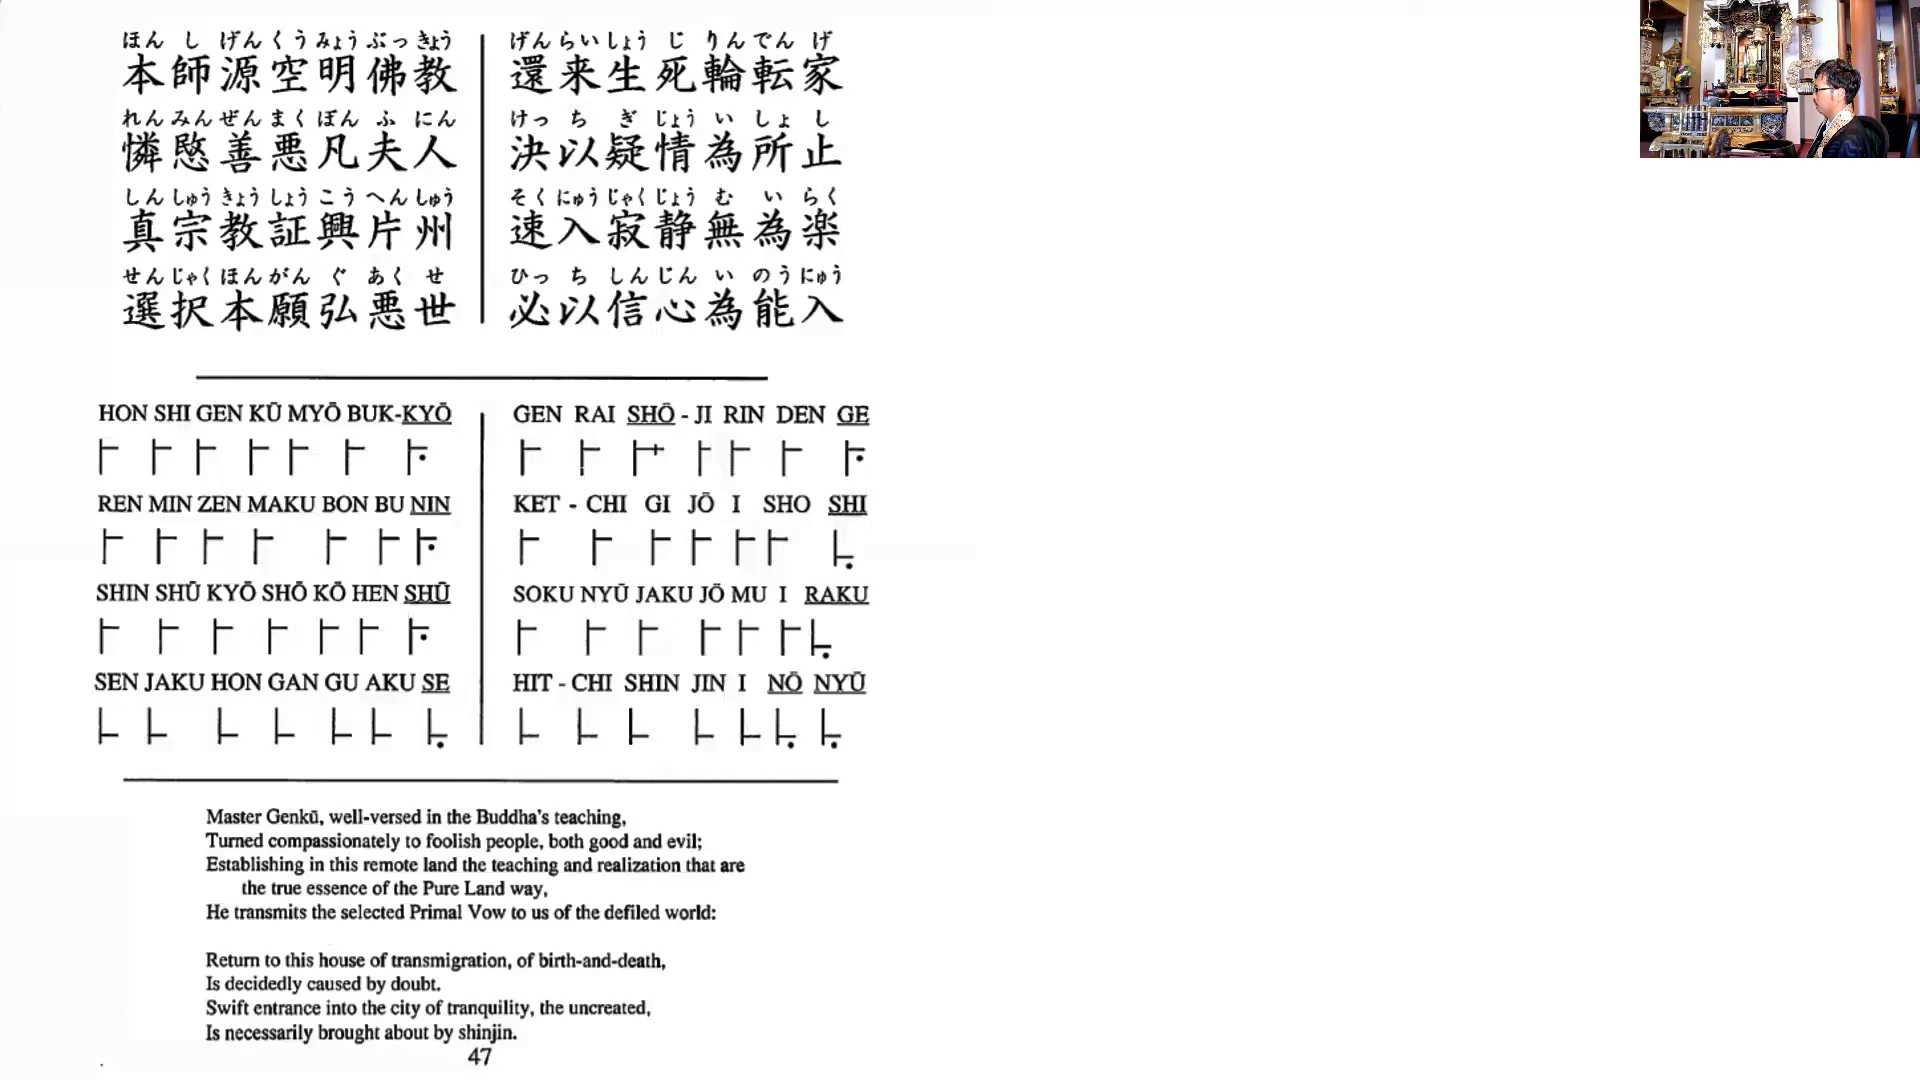 ほん し げん くう みょう ぶっ きょう
本師源空明佛教
れん みん ぜん まく ぼん ふ にん
憐愍善悪凡夫人
しん しゅう きょう しょう こう へん しゅう
真宗教証興片州
せん じゃく ほん がん ぐ あく せ
選択本願弘悪世
げん らい しょう じ りん でん げ
還来生死輪転家
けっ ち ぎ じょう い しょ し
決以疑情為所止
そく にゅう じゃく じょう む い らく
速入寂静無為楽
ひっ ち しん じん い のう にゅう
必以信心為能入
HON SHI GEN KŪ MYŌ BUK-KYŌ
REN MIN ZEN MAKU BON BU NIN
SHIN SHŪ KYŌ SHŌ KŌ HEN SHŪ
SEN JAKU HON GAN GU AKU SE
GEN RAI SHŌ - JI RIN DEN GE
KET - CHI GI JŌ I SHO SHI
SOKU NYŪ JAKU JŌ MU I RAKU
HIT - CHI SHIN JIN I NŌ NYŪ
Master Genkū, well-versed in the Buddha's teaching,
Turned compassionately to foolish people, both good and evil;
Establishing in this remote land the teaching and realization that are
the true essence of the Pure Land way,
He transmits the selected Primal Vow to us of the defiled world:
Return to this house of transmigration, of birth-and-death,
Is decidedly caused by doubt.
Swift entrance into the city of tranquility, the uncreated,
Is necessarily brought about by shinjin.
47